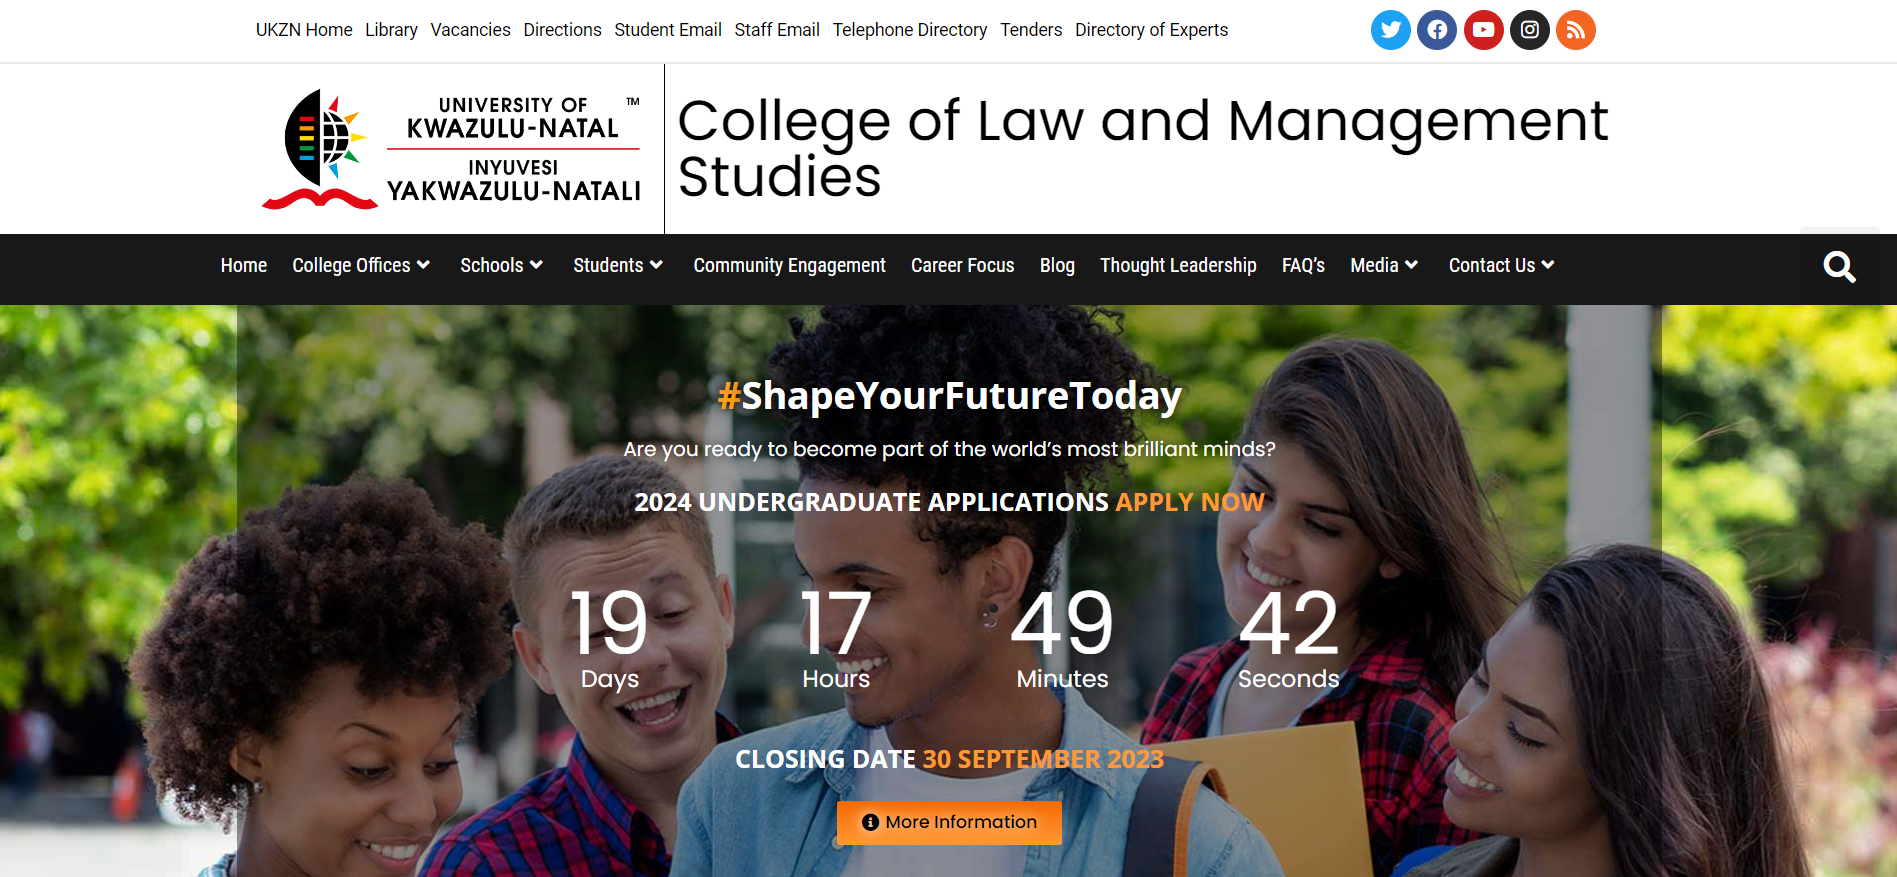 UKZN Home Library Vacancies Directions Student Email Staff Email Telephone Directory Tenders Directory of Experts
UNIVERSITY OF TM
KWAZULU-NATAL
INYUVESI
YAKWAZULU-NATALI
College of Law and Management
Studies
Home College Offices Schools Students Community Engagement Career Focus Blog Thought Leadership FAQ’s Media Contact Us
#ShapeYourFutureToday
Are you ready to become part of the world’s most brilliant minds?
2024 UNDERGRADUATE APPLICATIONS APPLY NOW
19 17 49 42
Days Hours Minutes Seconds
CLOSING DATE 30 SEPTEMBER 2023
More Information